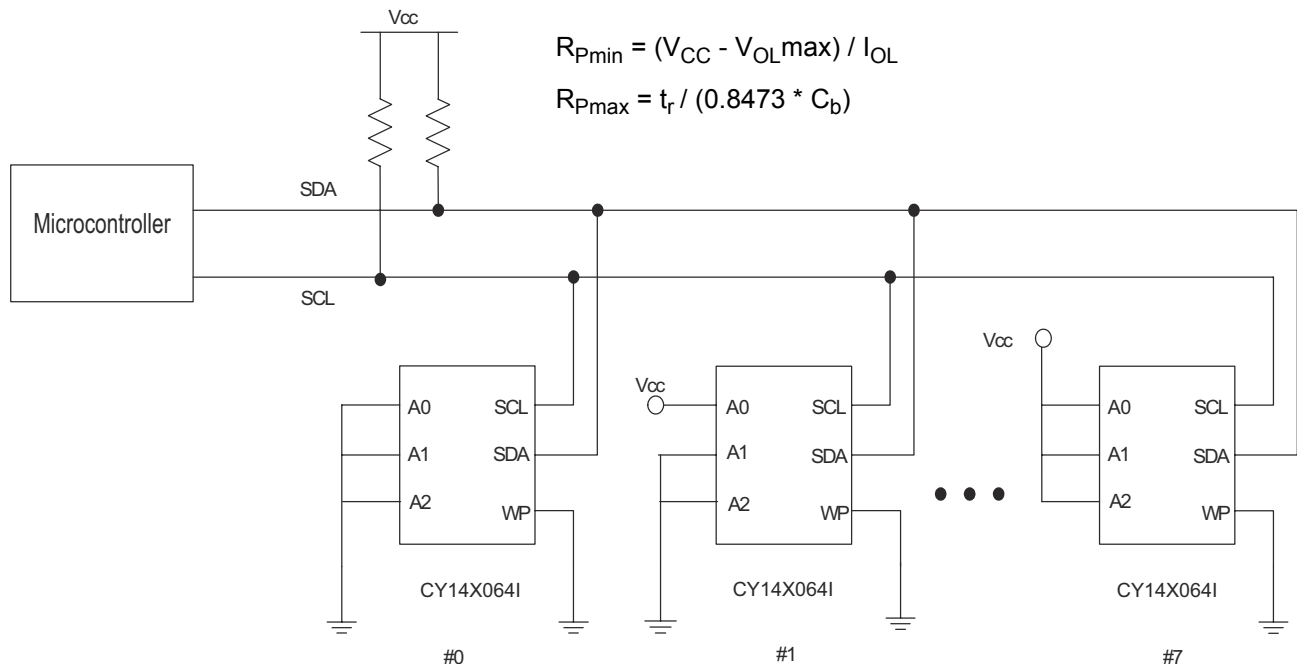 Vcc
R_Pmin = (V_CC - V_OLmax) / I_OL
R_Pmax = t_r / (0.8473 * C_b)
Microcontroller
SDA
SCL
Vcc
Vcc
A0
SCL
A1
SDA
A2
WP
A0
SCL
A1
SDA
A2
WP
A0
SCL
A1
SDA
A2
WP
CY14X064I
CY14X064I
CY14X064I
#0
#1
#7